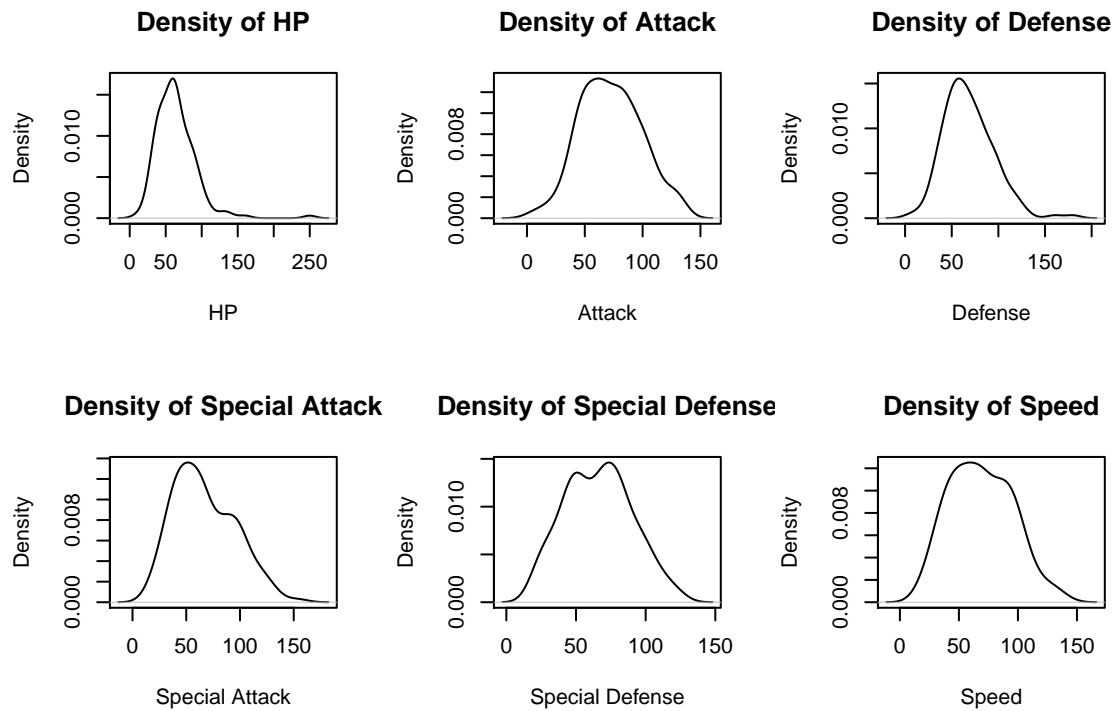 Density of HP
Density
0.000
0.010
0
50
150
250
HP
Density of Attack
Density
0.000
0.008
0
50
100
150
Attack
Density of Defense
Density
0.000
0.010
0
50
150
Defense
Density of Special Attack
Density
0.000
0.008
0
50
100
150
Special Attack
Density of Special Defense
Density
0.000
0.010
0
50
100
150
Special Defense
Density of Speed
Density
0.000
0.008
0
50
100
150
Speed